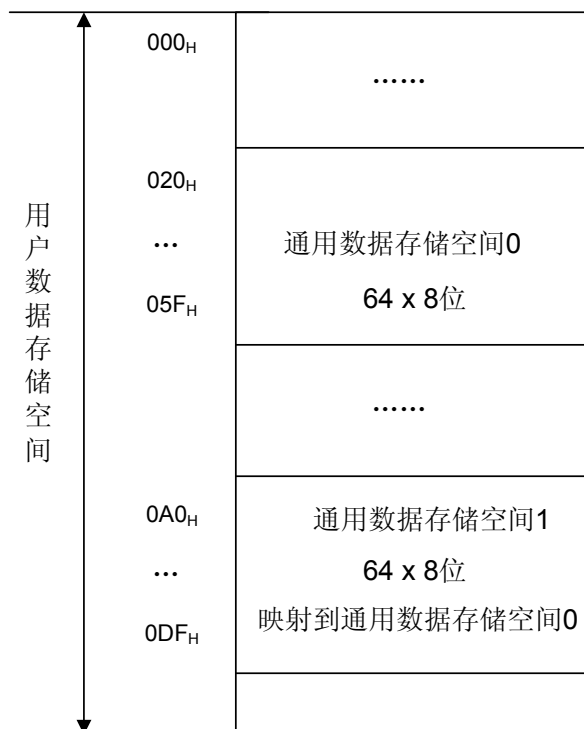 用户数据存储空间
000H
……
020H
…
05FH
通用数据存储空间0
64 x 8位
……
0A0H
…
0DFH
通用数据存储空间1
64 x 8位
映射到通用数据存储空间0